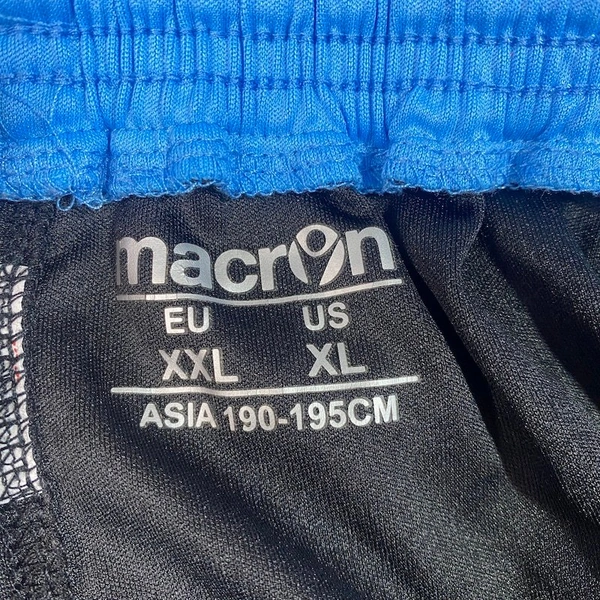 macron
EU US
XXL XL
ASIA 190-195CM